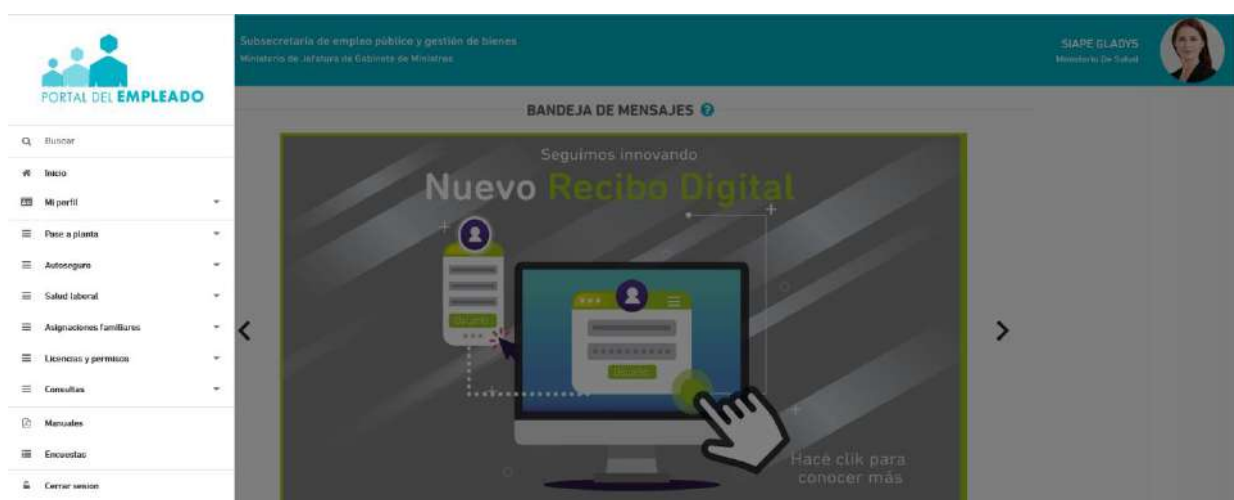 PORTAL DEL EMPLEADO
Subsecretaría de empleo público y gestión de bienes
Ministerio de Jefatura de Gabinete de Ministros
SIAPE GLADYS
Ministerio De Salud
Buscar
Inicio
Mi perfil
Pase a planta
Autoseguro
Salud laboral
Asignaciones familiares
Licencias y permisos
Consultas
Manuales
Encuestas
Cerrar sesion
BANDEJA DE MENSAJES
Seguimos innovando
Nuevo Recibo Digital
Hacé clik para
conocer más